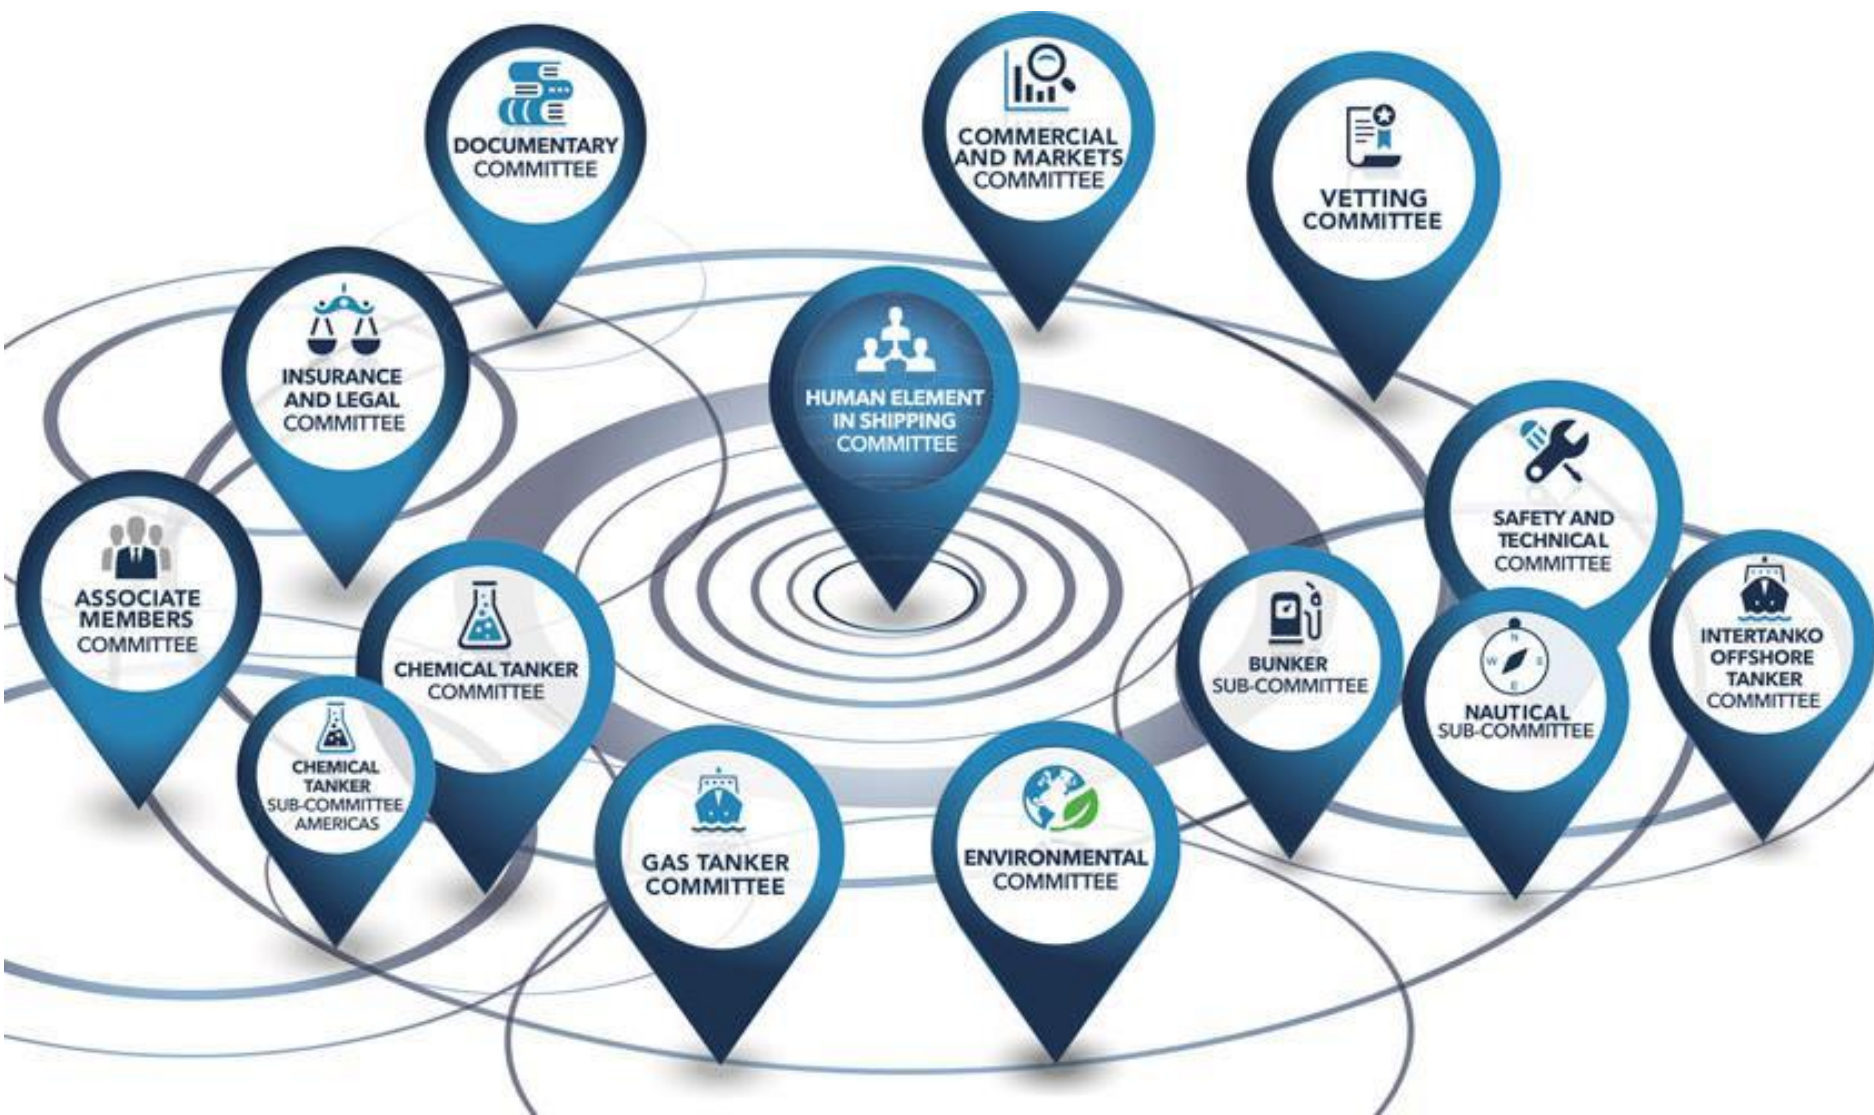 DOCUMENTARY
COMMITTEE
COMMERCIAL
AND MARKETS
COMMITTEE
VETTING
COMMITTEE
INSURANCE
AND LEGAL
COMMITTEE
HUMAN ELEMENT
IN SHIPPING
COMMITTEE
SAFETY AND
TECHNICAL
COMMITTEE
ASSOCIATE
MEMBERS
COMMITTEE
CHEMICAL TANKER
COMMITTEE
BUNKER
SUB-COMMITTEE
N
W S
E
NAUTICAL
SUB-COMMITTEE
INTERTANKO
OFFSHORE
TANKER
COMMITTEE
CHEMICAL
TANKER
SUB-COMMITTEE
AMERICAS
GAS TANKER
COMMITTEE
ENVIRONMENTAL
COMMITTEE